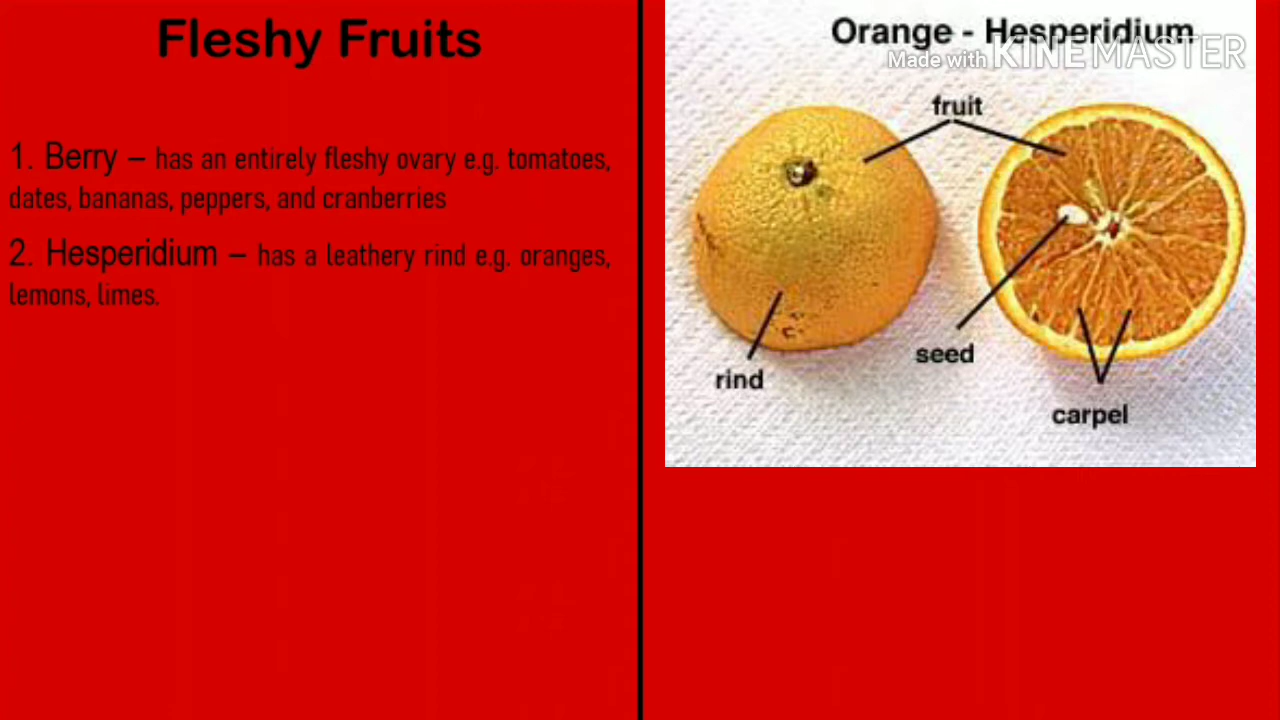 Fleshy Fruits
1. Berry – has an entirely fleshy ovary e.g. tomatoes,
dates, bananas, peppers, and cranberries
2. Hesperidium – has a leathery rind e.g. oranges,
lemons, limes.
Orange - Hesperidium
Made with KINEMASTER
fruit
seed
rind
carpel